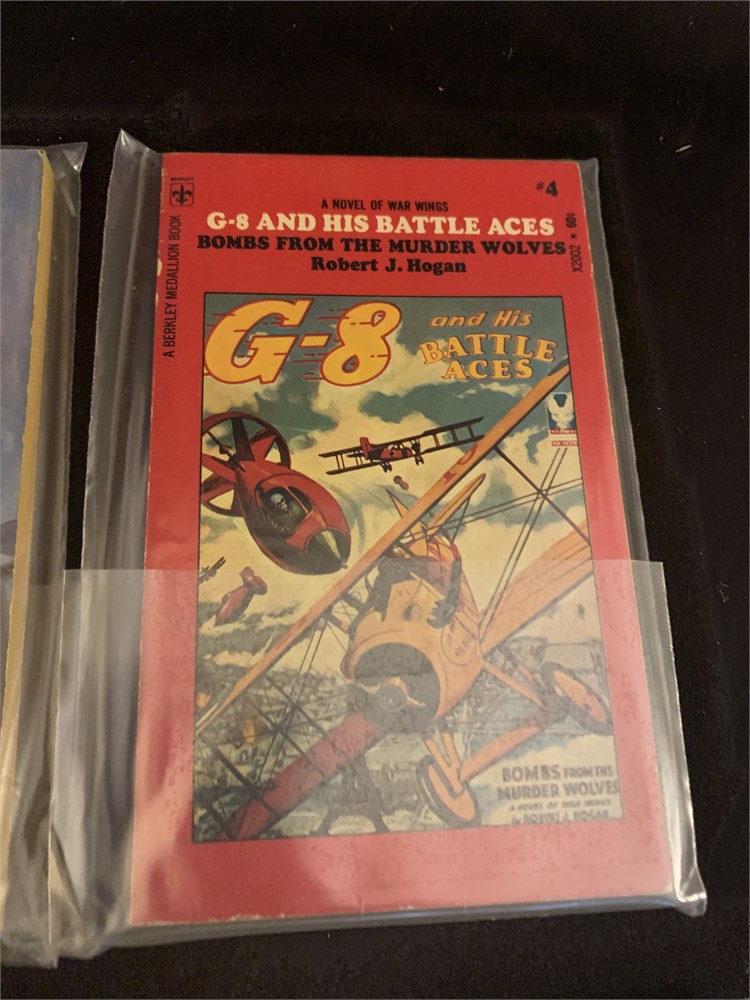 BERKLEY
A BERKLEY MEDALLION BOOK
#4
A NOVEL OF WAR WINGS
G-8 AND HIS BATTLE ACES
BOMBS FROM THE MURDER WOLVES
Robert J. Hogan
X2002 * 60¢
G-8
and His
BATTLE
ACES
BOMBS FROM THE
MURDER WOLVES
A NOVEL OF WAR WINGS
by ROBERT J. HOGAN